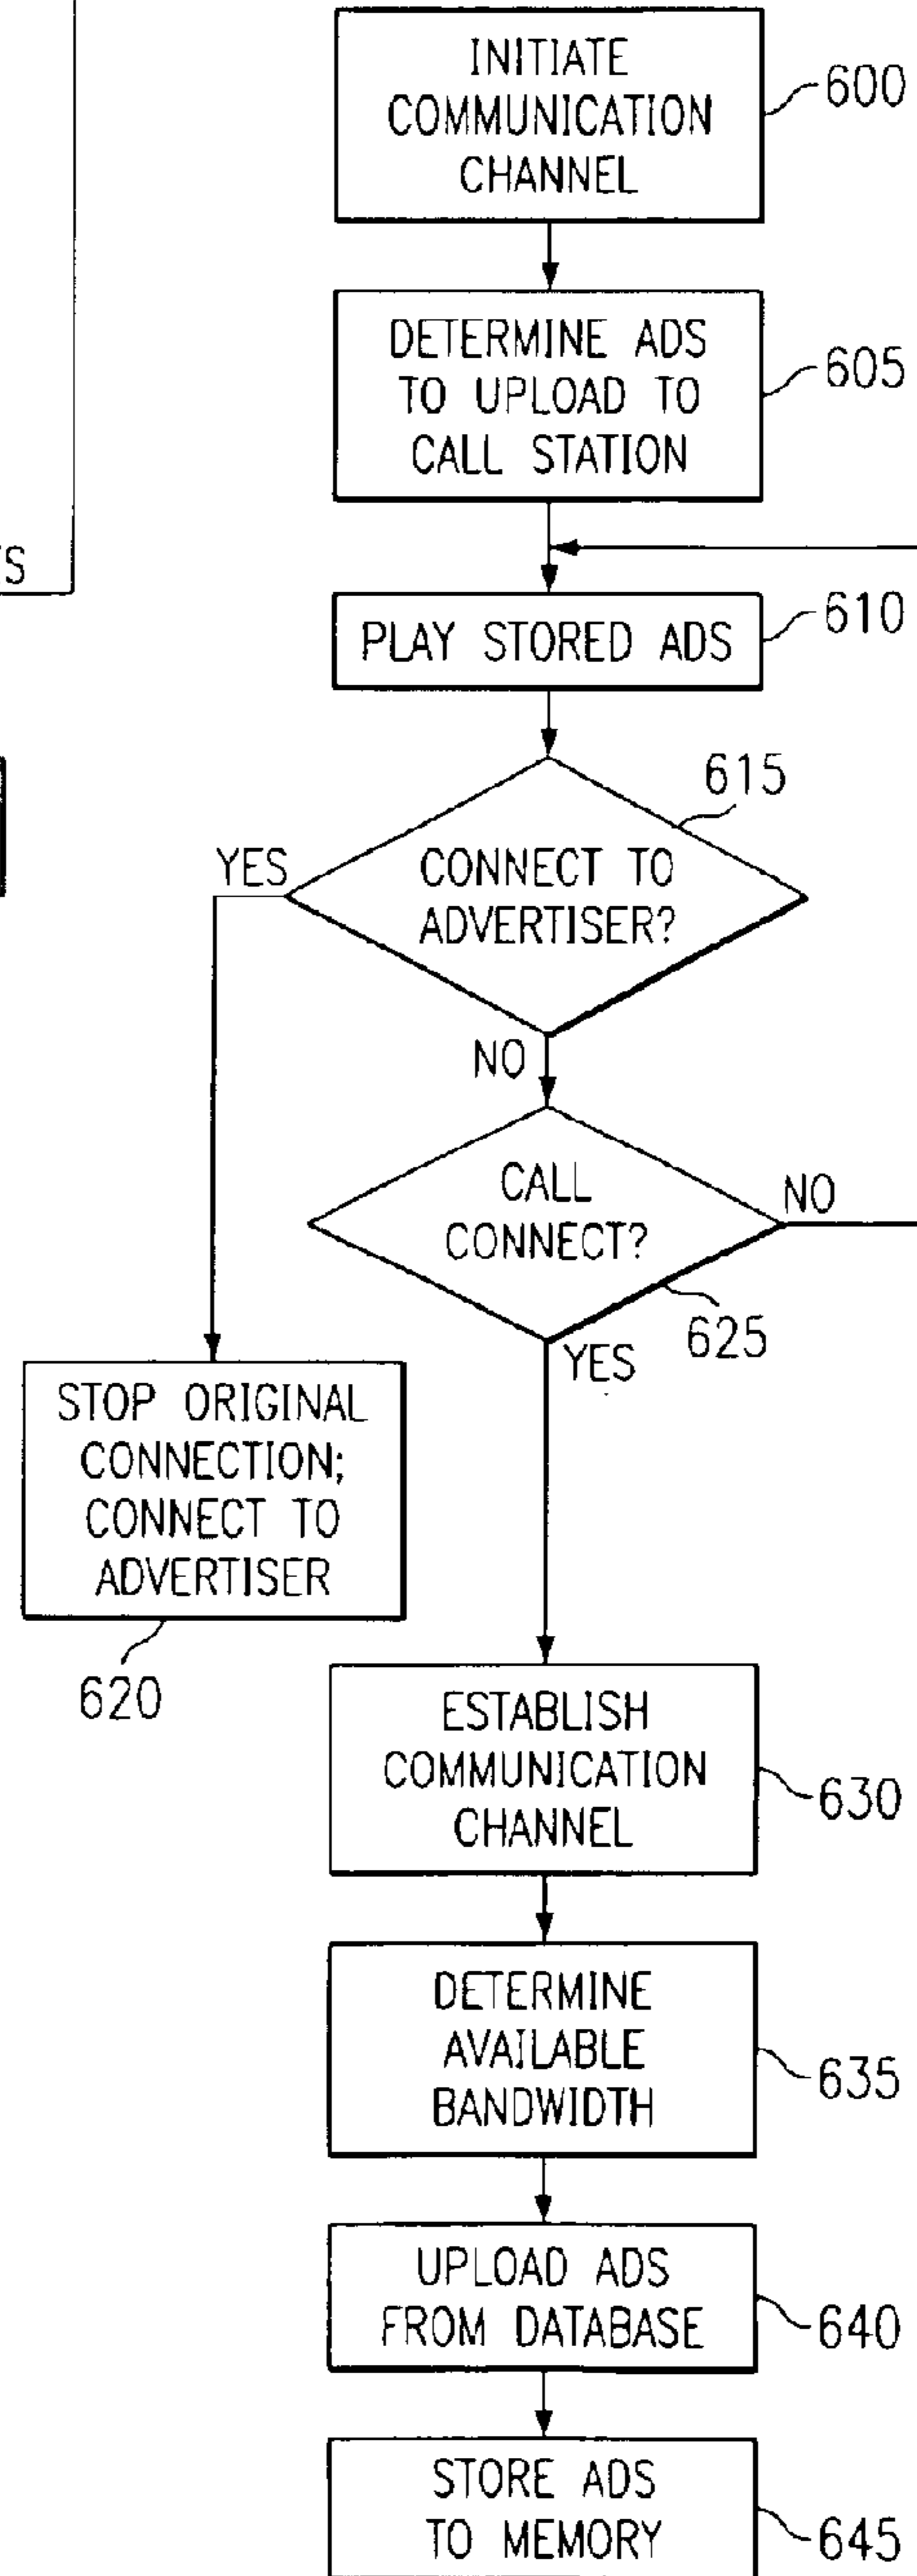 INITIATE
COMMUNICATION
CHANNEL
600
DETERMINE ADS
TO UPLOAD TO
CALL STATION
605
PLAY STORED ADS
610
615
YES
CONNECT TO
ADVERTISER?
NO
CALL
CONNECT?
NO
625
YES
STOP ORIGINAL
CONNECTION;
CONNECT TO
ADVERTISER
620
ESTABLISH
COMMUNICATION
CHANNEL
630
DETERMINE
AVAILABLE
BANDWIDTH
635
UPLOAD ADS
FROM DATABASE
640
STORE ADS
TO MEMORY
645